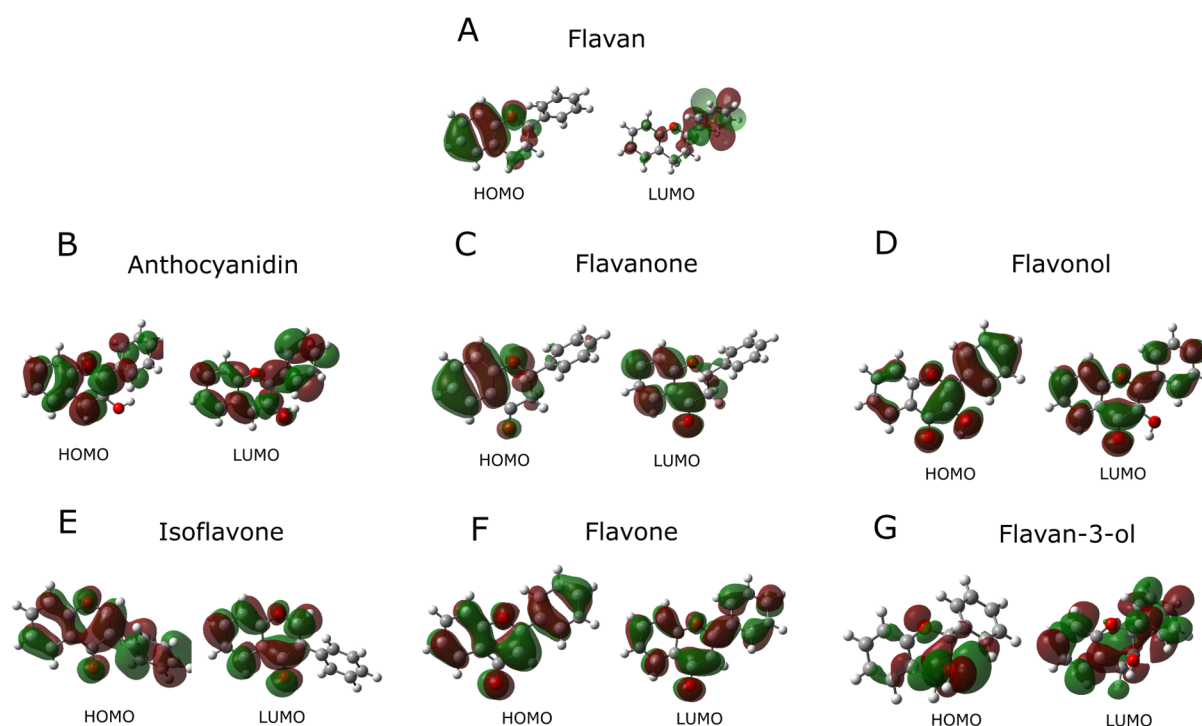 A
Flavan
HOMO
LUMO
B
Anthocyanidin
HOMO
LUMO
C
Flavanone
HOMO
LUMO
D
Flavonol
HOMO
LUMO
E
Isoflavone
HOMO
LUMO
F
Flavone
HOMO
LUMO
G
Flavan-3-ol
HOMO
LUMO